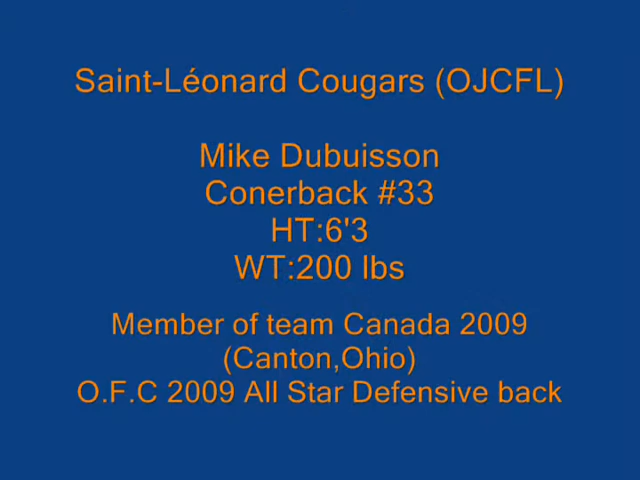 Saint-Léonard Cougars (OJCFL)
Mike Dubuisson
Conerback #33
HT:6'3
WT:200 lbs
Member of team Canada 2009
(Canton,Ohio)
O.F.C 2009 All Star Defensive back